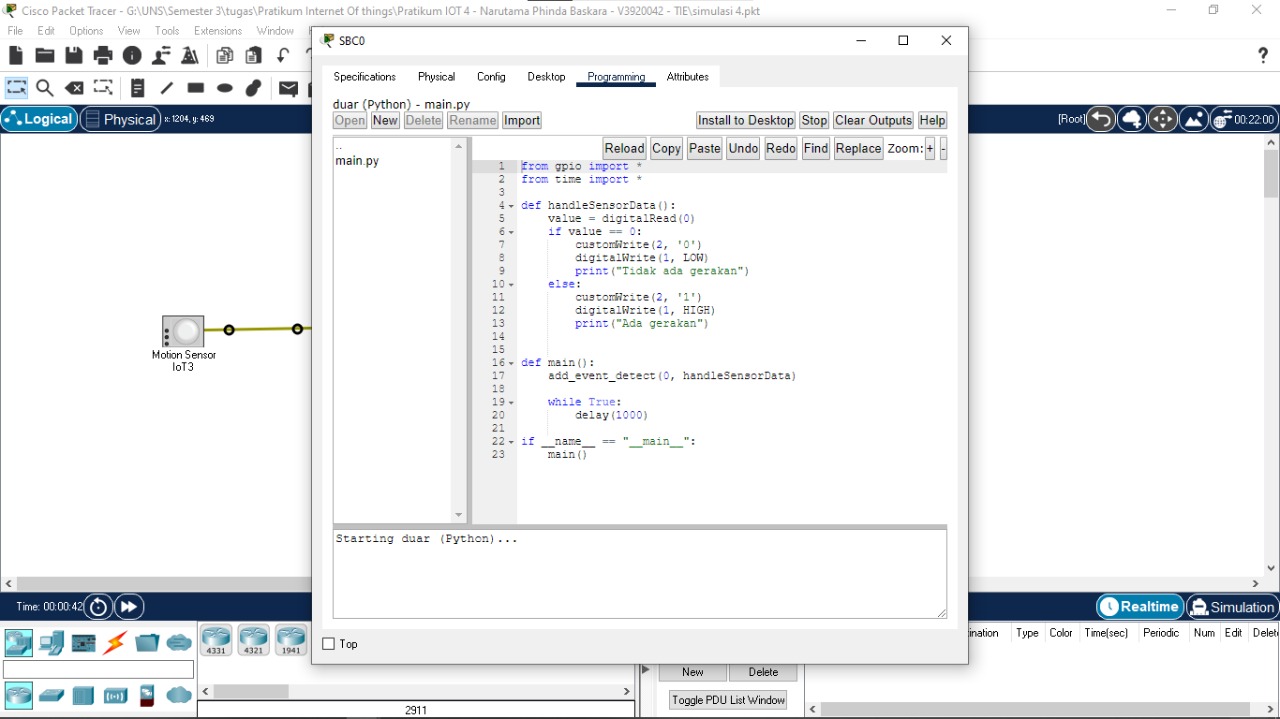 Cisco Packet Tracer - G:\UNS\Semester 3\tugas\Pratikum Internet Of things\Pratikum IOT 4 - Narutama Phinda Baskara - V3920042 - TIE\simulasi 4.pkt
File Edit Options View Tools Extensions Window
SBC0
Specifications Physical Config Desktop Programming Attributes
duar (Python) - main.py
Open New Delete Rename Import Install to Desktop Stop Clear Outputs Help
Logical Physical x: 1204, y: 469 [Root] 00:22:00
..
main.py
Reload Copy Paste Undo Redo Find Replace Zoom: + -
1 from gpio import *
2 from time import *
3
4 def handleSensorData():
5 value = digitalRead(0)
6 if value == 0:
7 customWrite(2, '0')
8 digitalWrite(1, LOW)
9 print("Tidak ada gerakan")
10 else:
11 customWrite(2, '1')
12 digitalWrite(1, HIGH)
13 print("Ada gerakan")
14
15
16 def main():
17 add_event_detect(0, handleSensorData)
18
19 while True:
20 delay(1000)
21
22 if __name__ == "__main__":
23 main()
Motion Sensor
IoT3
Starting duar (Python)...
Top
Time: 00:00:42 Realtime Simulation
4331 4321 1941
Type Color Time(sec) Periodic Num Edit
New Delete
Toggle PDU List Window
2911